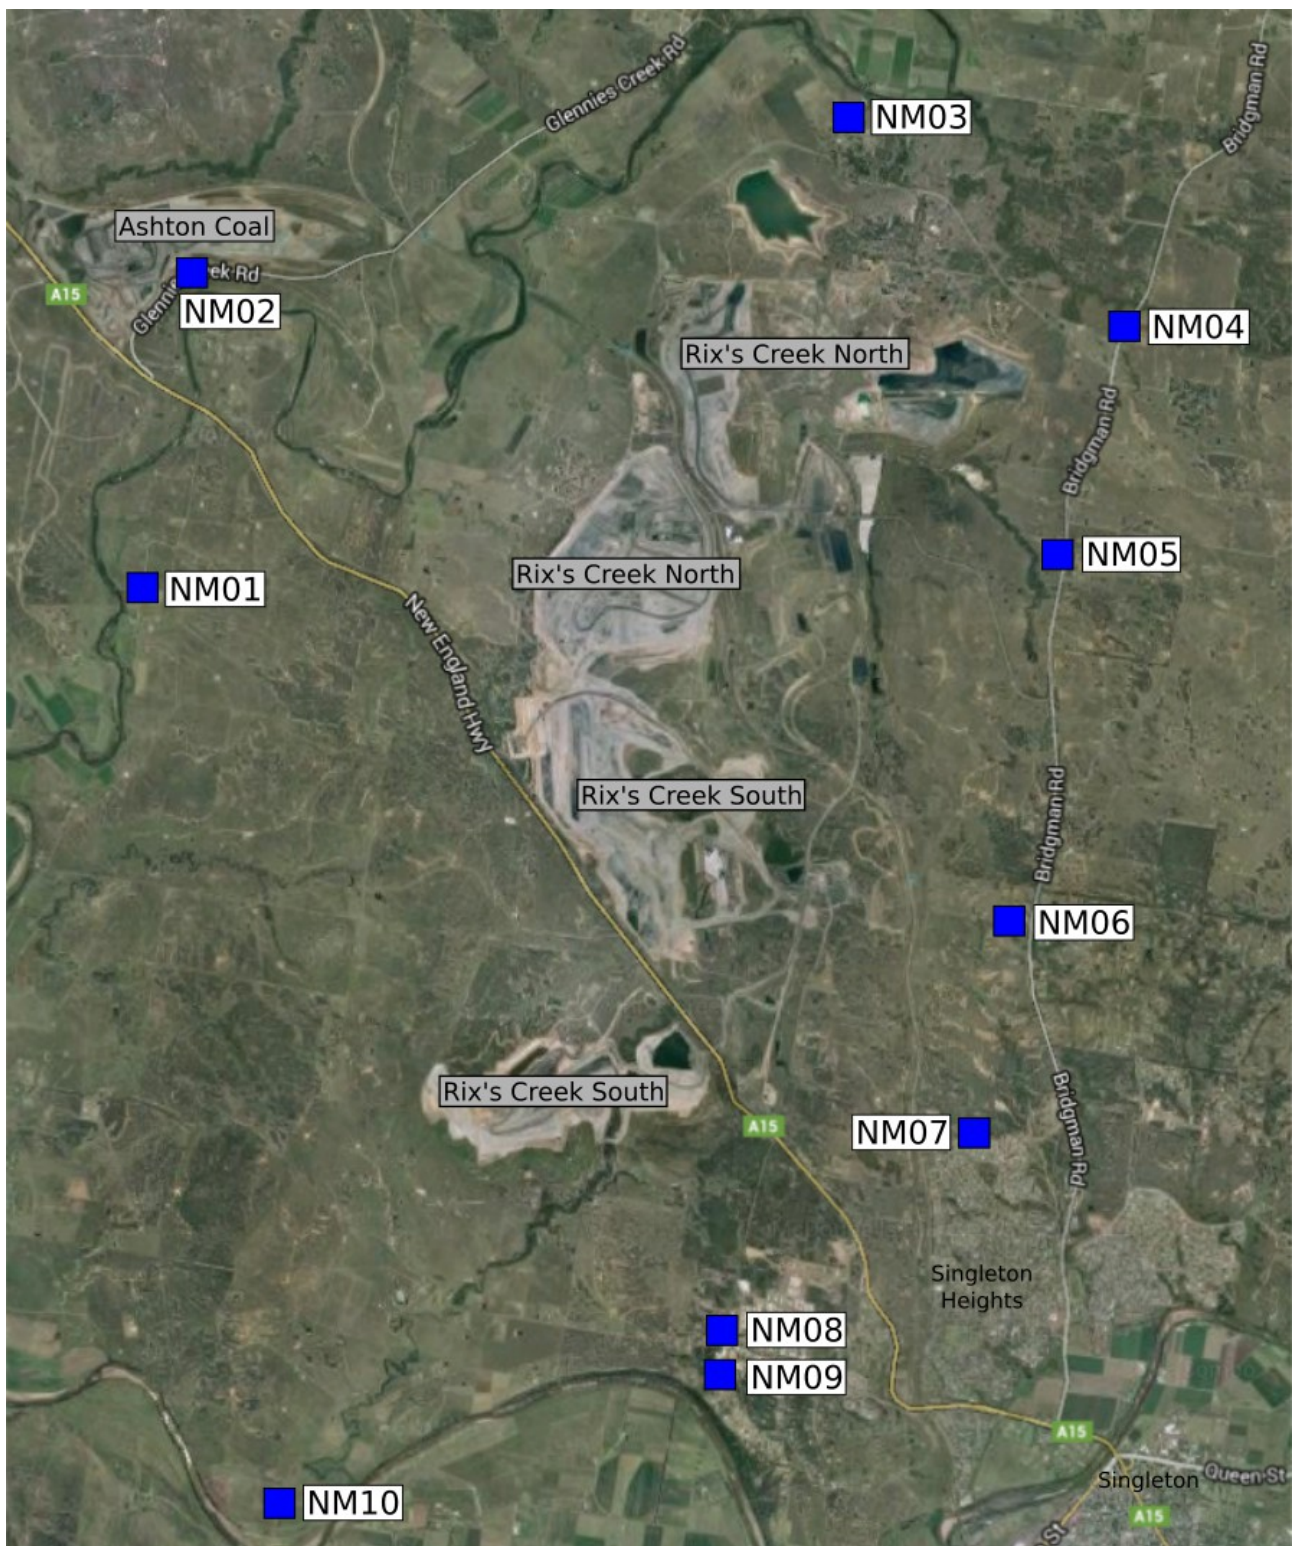 Glennies Creek Rd
Bridgman Rd
NM03
Ashton Coal
ek Rd
A15
Glennie
NM02
NM04
Rix's Creek North
Bridgman Rd
NM05
Rix's Creek North
NM01
New England Hwy
Rix's Creek South
Bridgman Rd
NM06
Rix's Creek South
A15
NM07
Bridgman Rd
Singleton
Heights
NM08
NM09
A15
Queen St
Singleton
NM10
A15
St